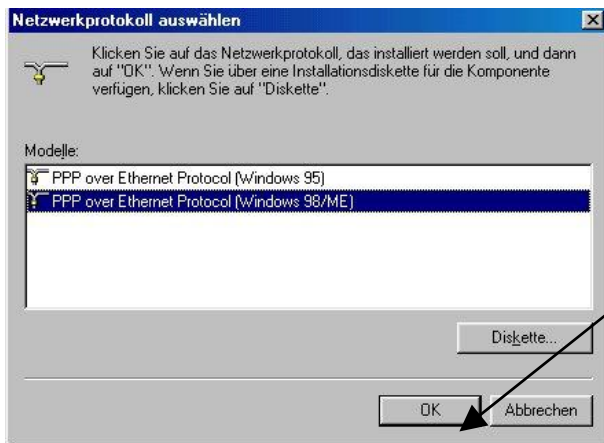 Netzwerkprotokoll auswählen
Klicken Sie auf das Netzwerkprotokoll, das installiert werden soll, und dann
auf "OK". Wenn Sie über eine Installationsdiskette für die Komponente
verfügen, klicken Sie auf "Diskette".
Modelle:
PPP over Ethernet Protocol (Windows 95)
PPP over Ethernet Protocol (Windows 98/ME)
Diskette...
OK Abbrechen